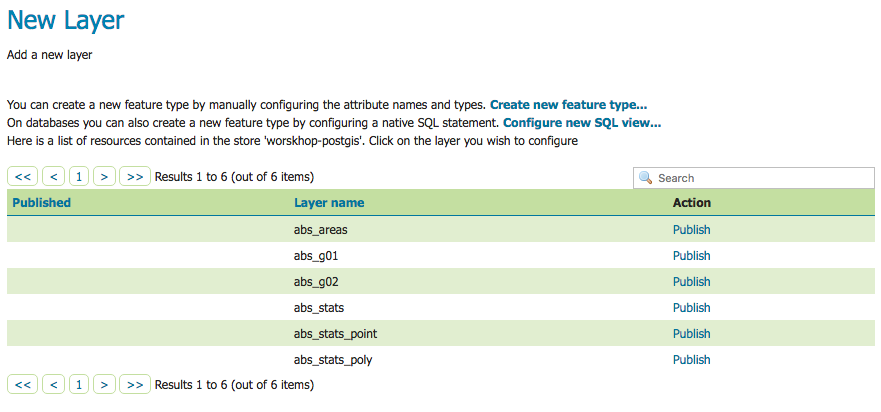 New Layer
Add a new layer
You can create a new feature type by manually configuring the attribute names and types. Create new feature type...
On databases you can also create a new feature type by configuring a native SQL statement. Configure new SQL view...
Here is a list of resources contained in the store 'worskhop-postgis'. Click on the layer you wish to configure
<< < 1 > >> Results 1 to 6 (out of 6 items) Search
Published Layer name Action
abs_areas Publish
abs_g01 Publish
abs_g02 Publish
abs_stats Publish
abs_stats_point Publish
abs_stats_poly Publish
<< < 1 > >> Results 1 to 6 (out of 6 items)